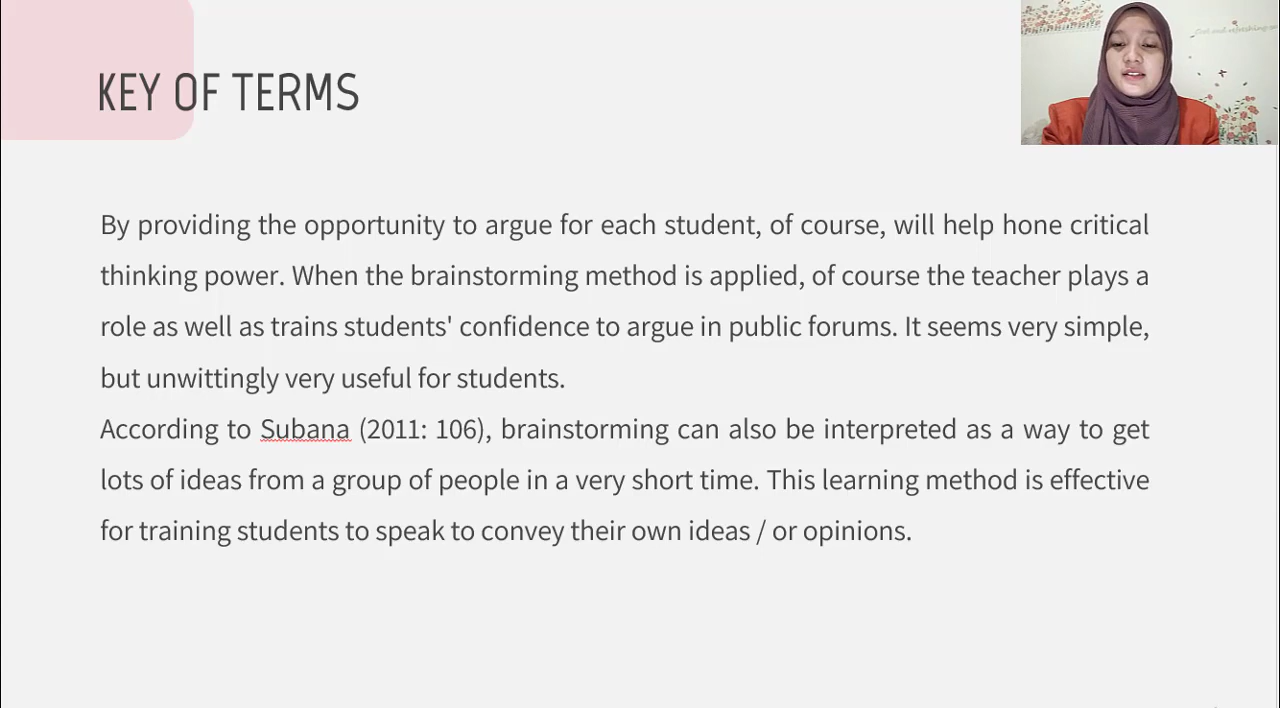 KEY OF TERMS
By providing the opportunity to argue for each student, of course, will help hone critical
thinking power. When the brainstorming method is applied, of course the teacher plays a
role as well as trains students' confidence to argue in public forums. It seems very simple,
but unwittingly very useful for students.
According to Subana (2011: 106), brainstorming can also be interpreted as a way to get
lots of ideas from a group of people in a very short time. This learning method is effective
for training students to speak to convey their own ideas / or opinions.